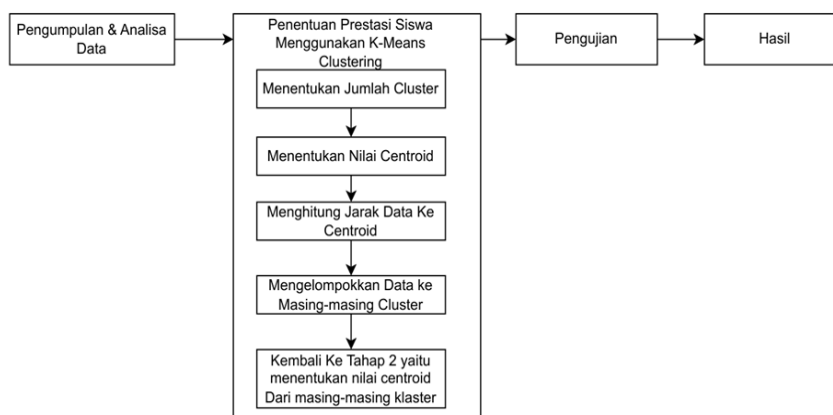 Pengumpulan & Analisa
Data
Penentuan Prestasi Siswa
Menggunakan K-Means
Clustering
Menentukan Jumlah Cluster
Menentukan Nilai Centroid
Menghitung Jarak Data Ke
Centroid
Mengelompokkan Data ke
Masing-masing Cluster
Kembali Ke Tahap 2 yaitu
menentukan nilai centroid
Dari masing-masing klaster
Pengujian
Hasil